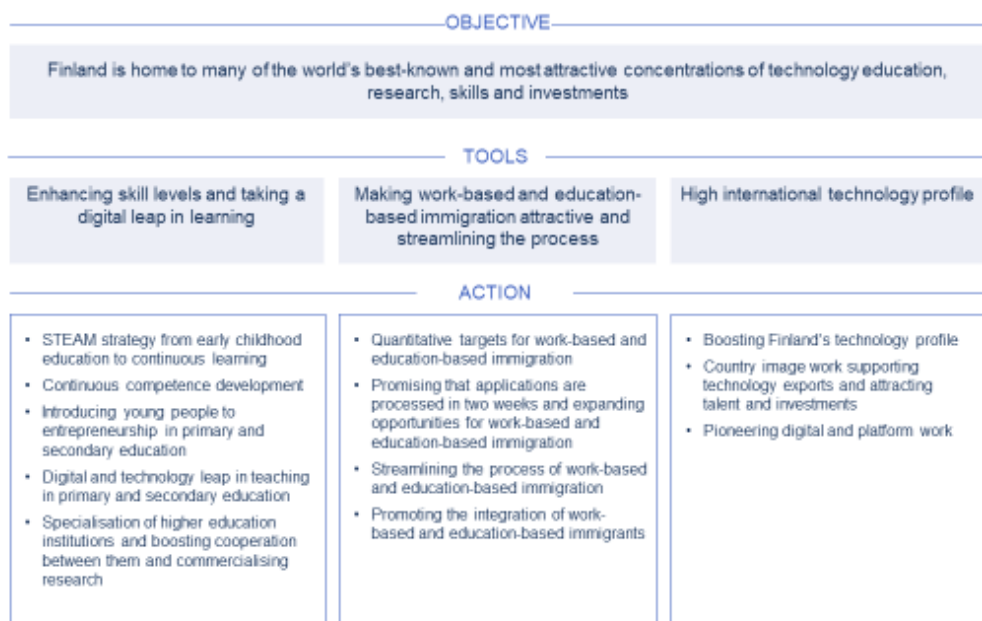 OBJECTIVE
Finland is home to many of the world's best-known and most attractive concentrations of technology education,
research, skills and investments
TOOLS
Enhancing skill levels and taking a
digital leap in learning
Making work-based and education-
based immigration attractive and
streamlining the process
High international technology profile
ACTION
• STEAM strategy from early childhood
education to continuous learning
• Continuous competence development
• Introducing young people to
entrepreneurship in primary and
secondary education
• Digital and technology leap in teaching
in primary and secondary education
• Specialisation of higher education
institutions and boosting cooperation
between them and commercialising
research
• Quantitative targets for work-based and
education-based immigration
• Promising that applications are
processed in two weeks and expanding
opportunities for work-based and
education-based immigration
• Streamlining the process of work-based
and education-based immigration
• Promoting the integration of work-
based and education-based immigrants
• Boosting Finland's technology profile
• Country image work supporting
technology exports and attracting
talent and investments
• Pioneering digital and platform work